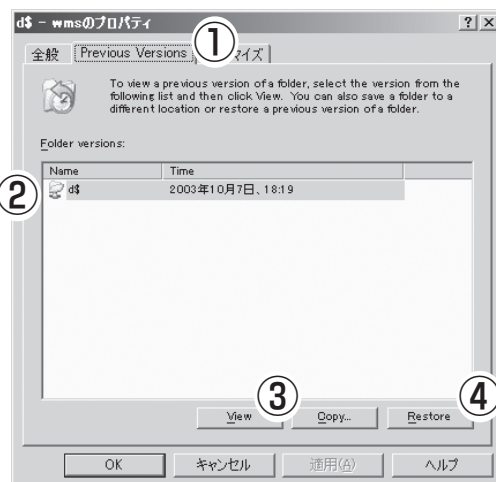 d$ - wmsのプロパティ
全般 Previous Versions ① マイズ
To view a previous version of a folder, select the version from the
following list and then click View. You can also save a folder to a
different location or restore a previous version of a folder.
Folder versions:
Name Time
② d$ 2003年10月7日、18:19
③ ④
View Copy... Restore
OK キャンセル 適用(A) ヘルプ